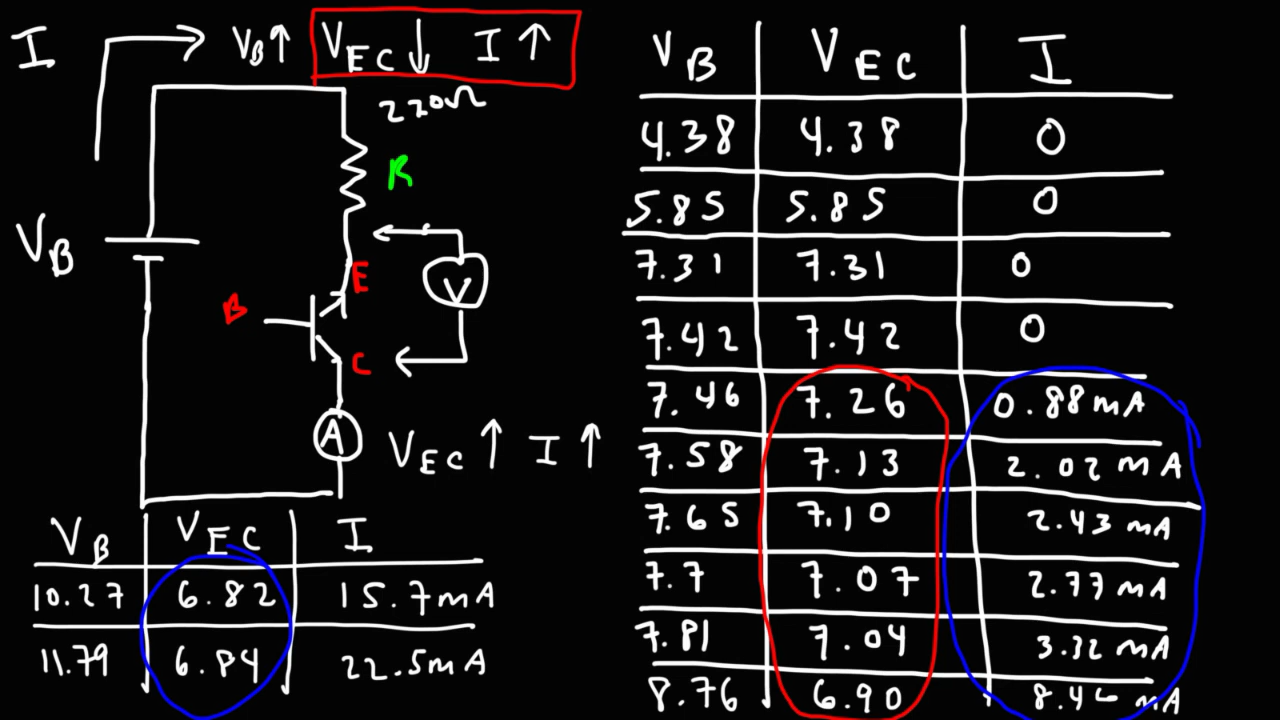 I VB↑ VEC↓ I↑
220Ω
R
VB
E
V
B
C
A
VEC↑ I↑
VB VEC I
10.27 6.82 15.7mA
11.79 6.84 22.5mA
VB VEC I
4.38 4.38 0
5.85 5.85 0
7.31 7.31 0
7.42 7.42 0
7.46 7.26 0.88mA
7.58 7.13 2.02mA
7.65 7.10 2.43mA
7.7 7.07 2.77mA
7.81 7.04 3.32mA
8.76 6.90 8.46mA